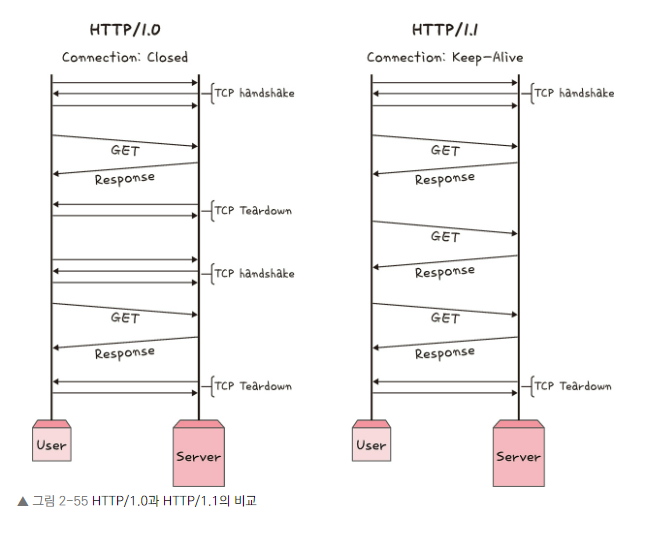 HTTP/1.0
Connection: Closed
TCP handshake
GET
Response
TCP Teardown
TCP handshake
GET
Response
TCP Teardown
User
Server
HTTP/1.1
Connection: Keep-Alive
TCP handshake
GET
Response
GET
Response
GET
Response
TCP Teardown
User
Server
▲ 그림 2-55 HTTP/1.0과 HTTP/1.1의 비교